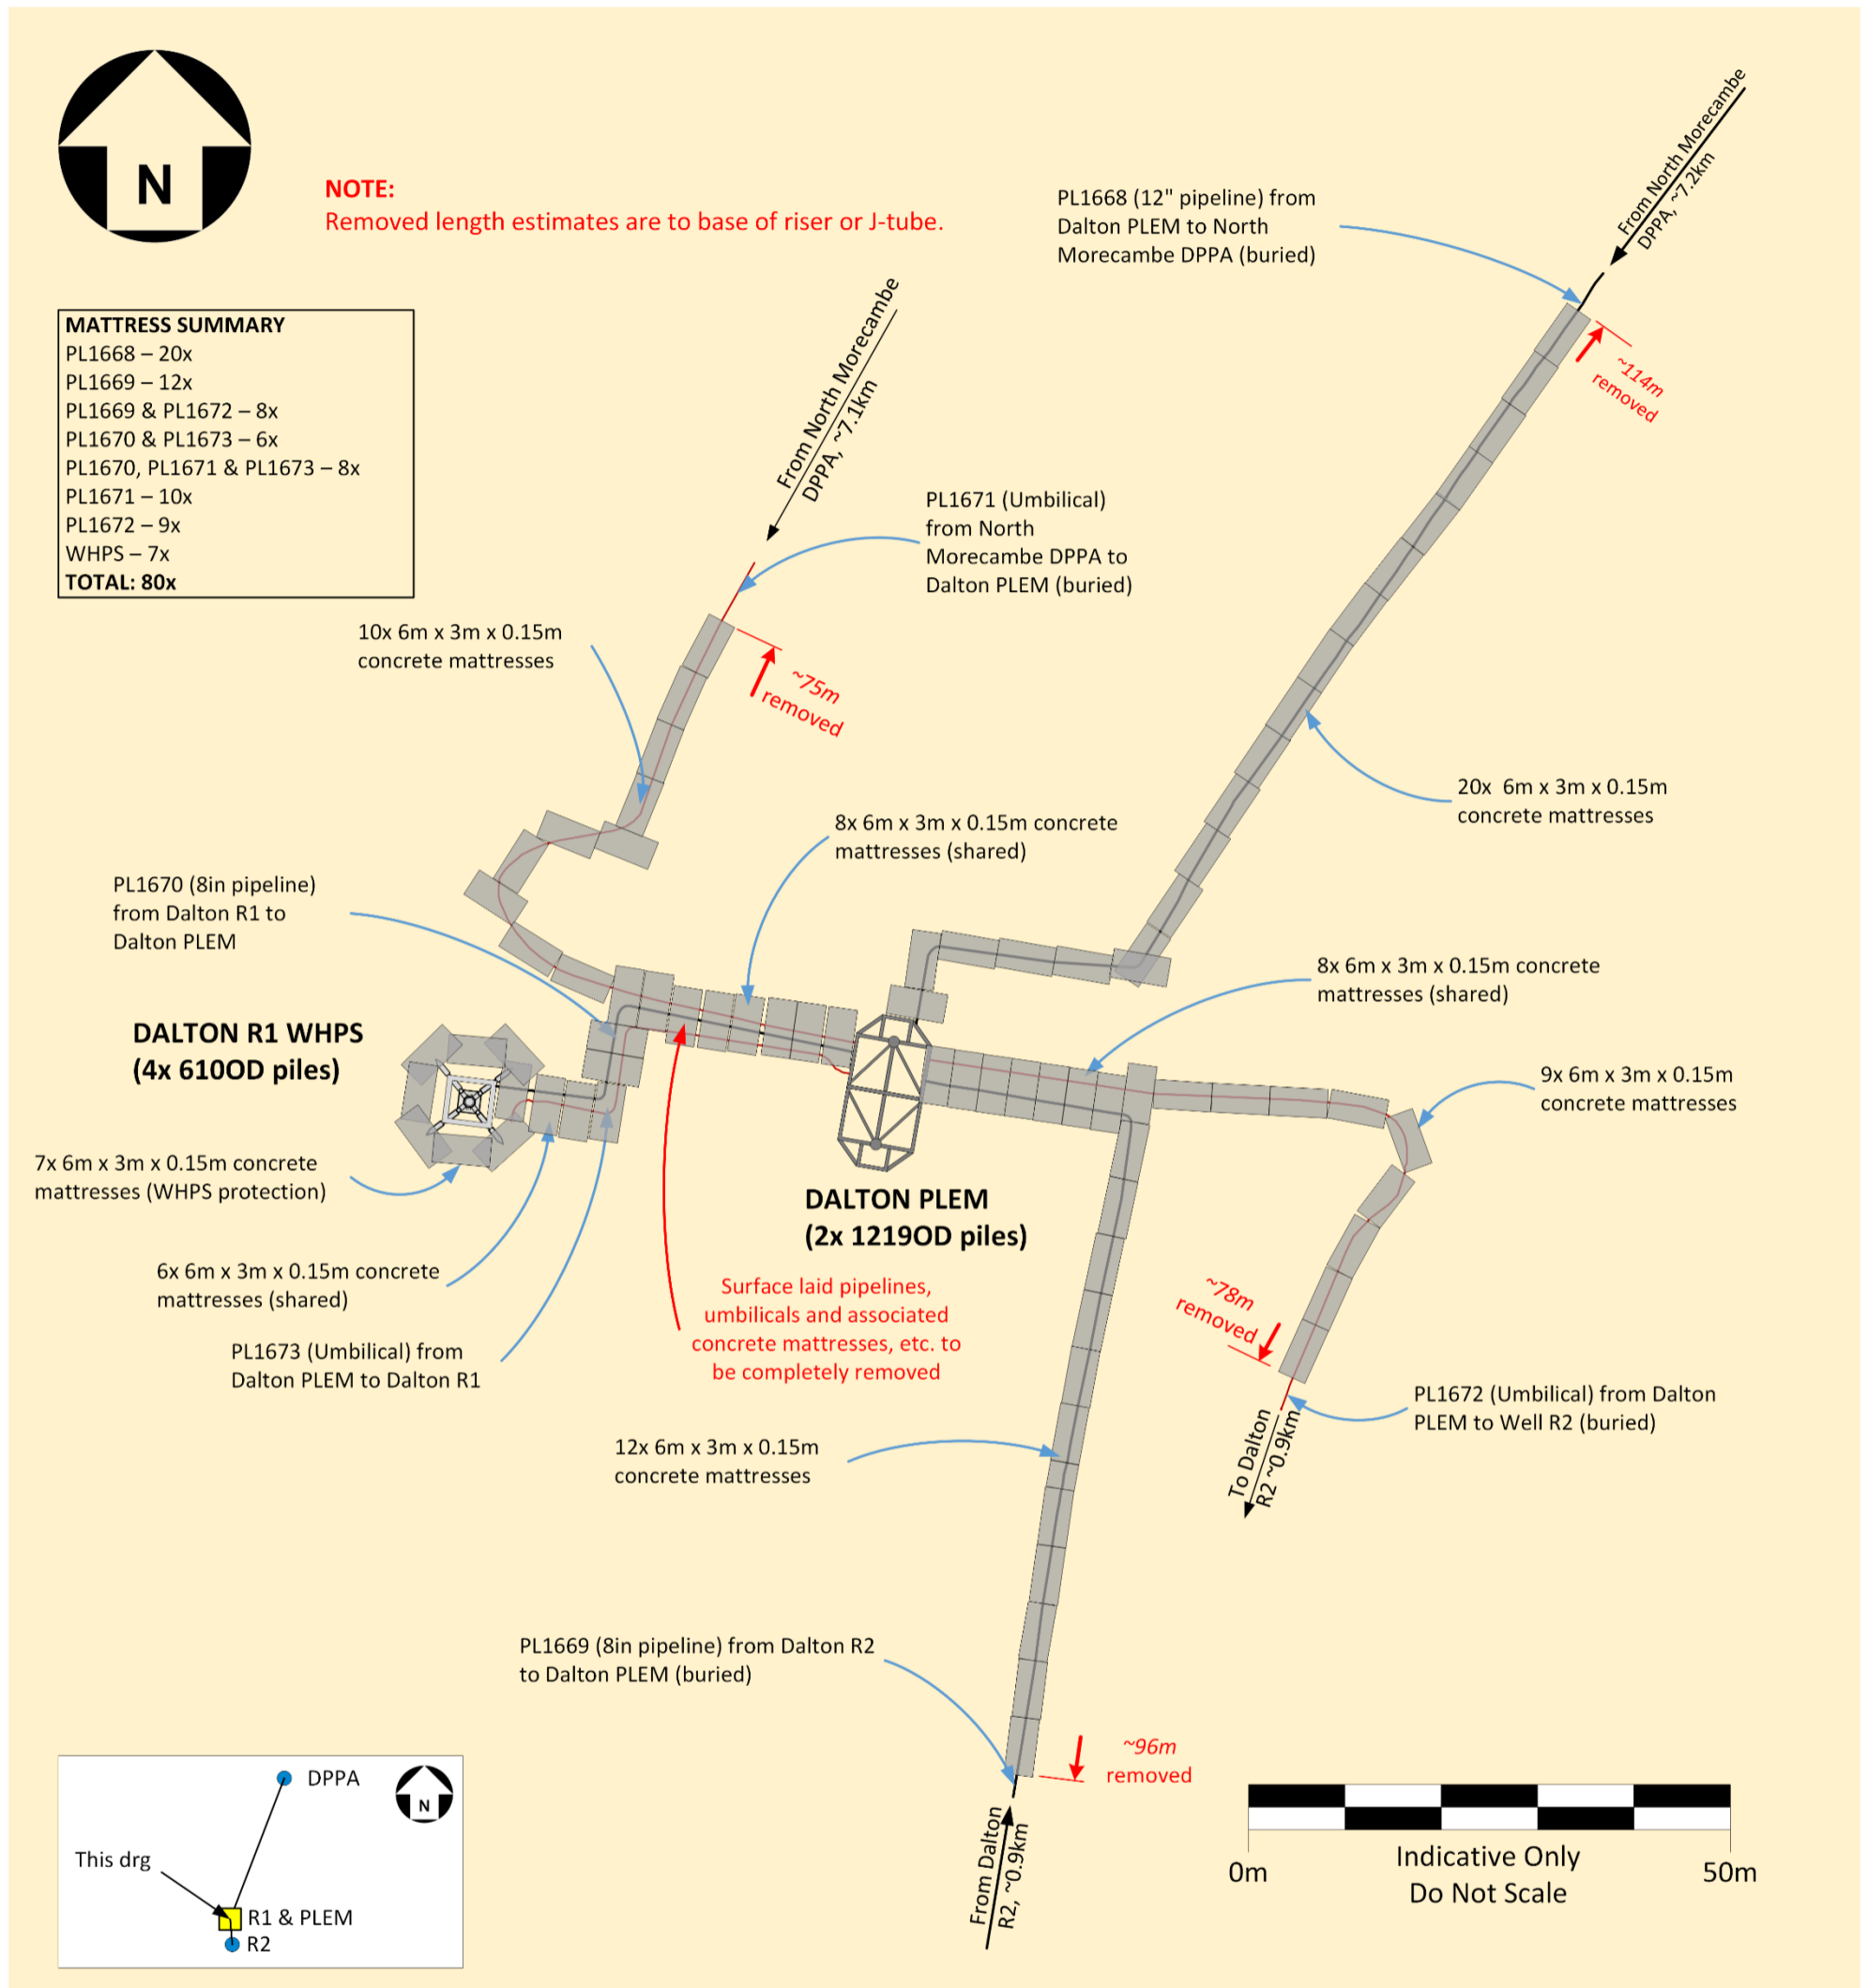 N
NOTE:
Removed length estimates are to base of riser or J-tube.
MATTRESS SUMMARY
PL1668 – 20x
PL1669 – 12x
PL1669 & PL1672 – 8x
PL1670 & PL1673 – 6x
PL1670, PL1671 & PL1673 – 8x
PL1671 – 10x
PL1672 – 9x
WHPS – 7x
TOTAL: 80x
PL1668 (12" pipeline) from
Dalton PLEM to North
Morecambe DPPA (buried)
From North Morecambe
DPPA, ~7.2km
~114m
removed
From North Morecambe
DPPA, ~7.1km
PL1671 (Umbilical)
from North
Morecambe DPPA to
Dalton PLEM (buried)
10x 6m x 3m x 0.15m
concrete mattresses
~75m
removed
20x  6m x 3m x 0.15m
concrete mattresses
8x 6m x 3m x 0.15m concrete
mattresses (shared)
PL1670 (8in pipeline)
from Dalton R1 to
Dalton PLEM
8x 6m x 3m x 0.15m concrete
mattresses (shared)
DALTON R1 WHPS
(4x 610OD piles)
9x 6m x 3m x 0.15m
concrete mattresses
7x 6m x 3m x 0.15m concrete
mattresses (WHPS protection)
DALTON PLEM
(2x 1219OD piles)
6x 6m x 3m x 0.15m concrete
mattresses (shared)
Surface laid pipelines,
umbilicals and associated
concrete mattresses, etc. to
be completely removed
~78m
removed
PL1673 (Umbilical) from
Dalton PLEM to Dalton R1
PL1672 (Umbilical) from Dalton
PLEM to Well R2 (buried)
To Dalton
R2 ~0.9km
12x 6m x 3m x 0.15m
concrete mattresses
PL1669 (8in pipeline) from Dalton R2
to Dalton PLEM (buried)
~96m
removed
From Dalton
R2, ~0.9km
DPPA
N
This drg
R1 & PLEM
R2
0m
Indicative Only
Do Not Scale
50m